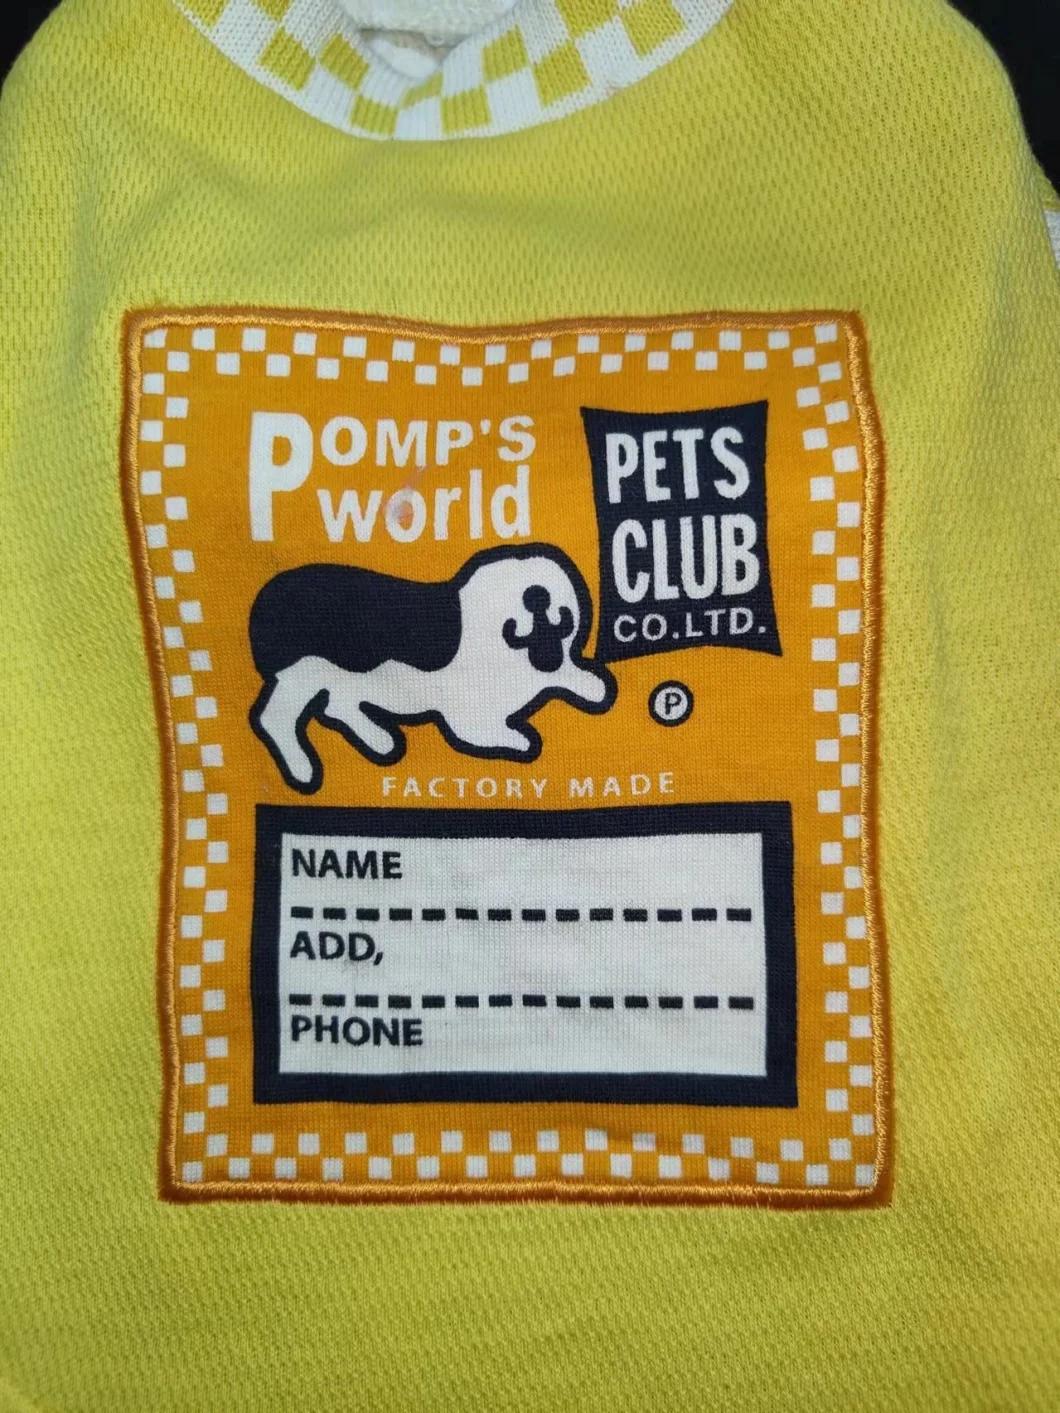 POMP'S
world
PETS
CLUB
CO.LTD.
P
FACTORY MADE
NAME
ADD,
PHONE